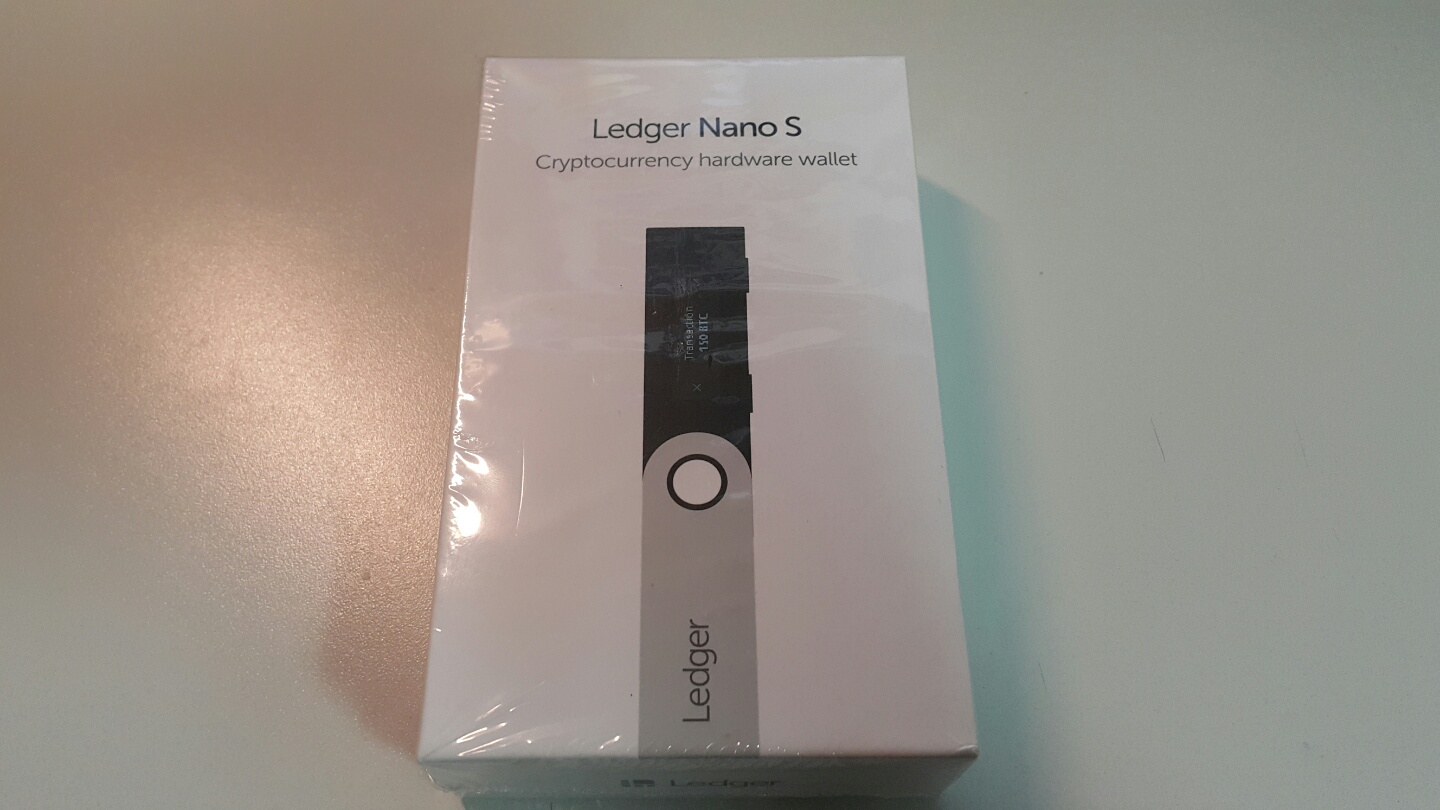 Ledger Nano S
Cryptocurrency hardware wallet
Transaction
150 BTC
Ledger
Ledger